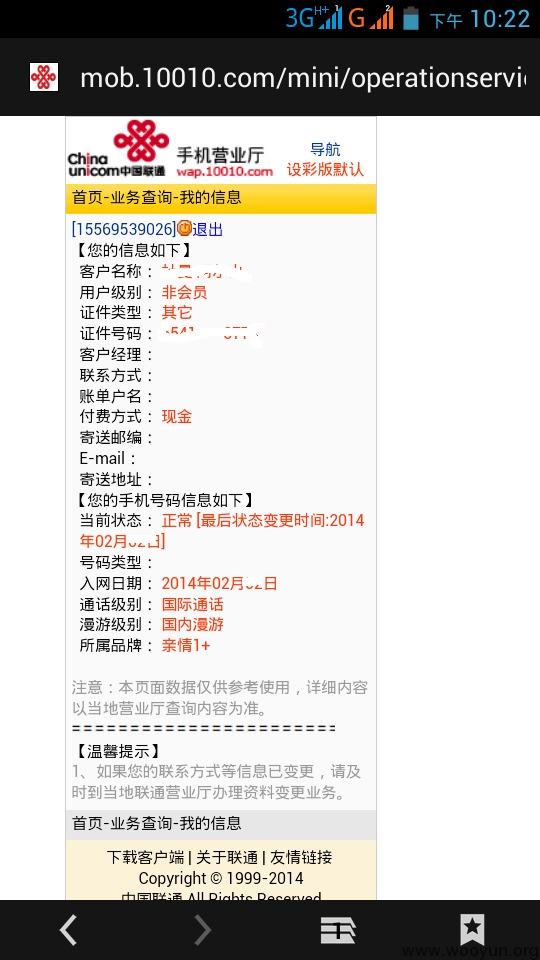 3G H+ 1 G 2 下午 10:22
mob.10010.com/mini/operationservi
China unicom中国联通 手机营业厅 wap.10010.com
导航
设彩版默认
首页-业务查询-我的信息
[15569539026]退出
【您的信息如下】
客户名称：
用户级别：非会员
证件类型：其它
证件号码：
客户经理：
联系方式：
账单户名：
付费方式：现金
寄送邮编：
E-mail：
寄送地址：
【您的手机号码信息如下】
当前状态：正常 [最后状态变更时间:2014
年02月 日]
号码类型：
入网日期：2014年02月 日
通话级别：国际通话
漫游级别：国内漫游
所属品牌：亲情1+
注意：本页面数据仅供参考使用，详细内容
以当地营业厅查询内容为准。
=======================
【温馨提示】
1、如果您的联系方式等信息已变更，请及
时到当地联通营业厅办理资料变更业务。
首页-业务查询-我的信息
下载客户端 | 关于联通 | 友情链接
Copyright © 1999-2014
中国联通 All Rights Reserved
1
www.wooyun.org